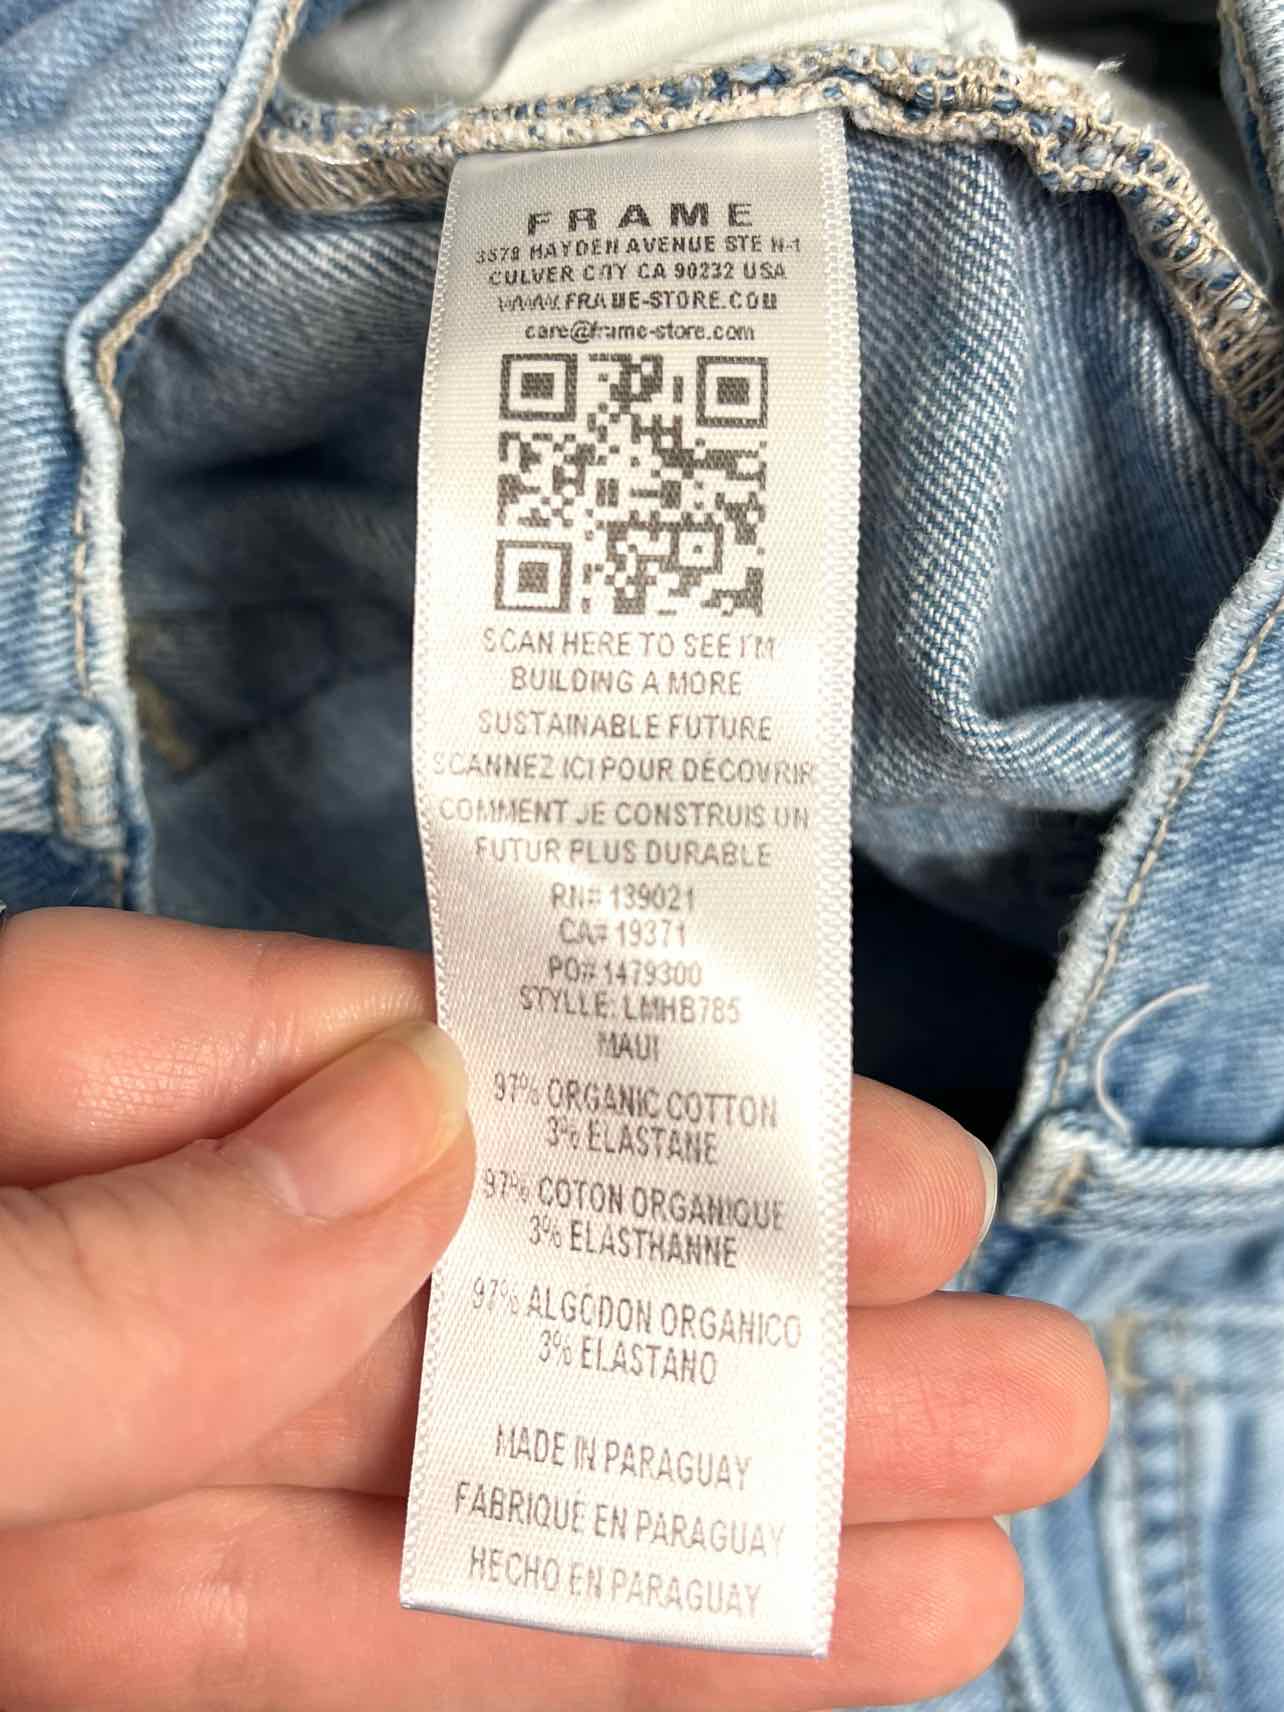 FRAME
3578 HAYDEN AVENUE STE N-1
CULVER CITY CA 90232 USA
WWW.FRAME-STORE.COM
care@frame-store.com
SCAN HERE TO SEE I'M
BUILDING A MORE
SUSTAINABLE FUTURE
SCANNEZ ICI POUR DÉCOUVRIR
COMMENT JE CONSTRUIS UN
FUTUR PLUS DURABLE
RN# 139021
CA# 19371
PO# 1479300
STYLLE: LMHB785
MAUI
97% ORGANIC COTTON
3% ELASTANE
97% COTON ORGANIQUE
3% ELASTHANNE
97% ALGÓDON ORGANICO
3% ELASTANO
MADE IN PARAGUAY
FABRIQUÉ EN PARAGUAY
HECHO EN PARAGUAY